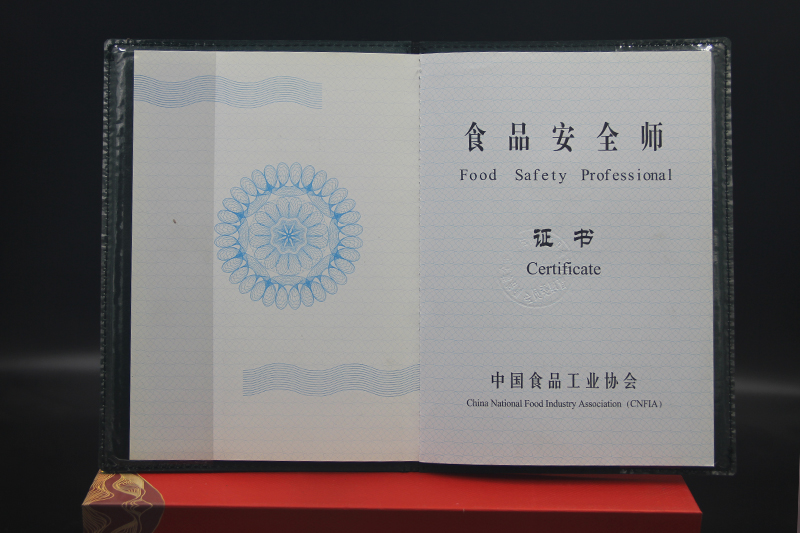 食品安全师
Food Safety Professional
证书
Certificate
中国食品工业协会
China National Food Industry Association (CNFIA)